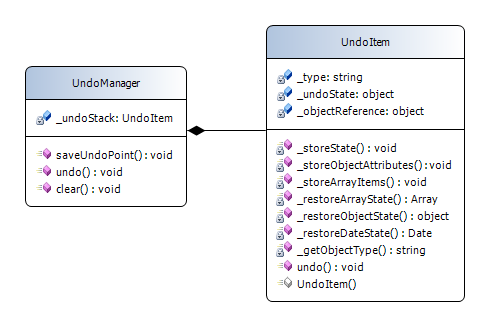 UndoManager
_undoStack: UndoItem
saveUndoPoint() : void
undo() : void
clear() : void
UndoItem
_type: string
_undoState: object
_objectReference: object
_storeState() : void
_storeObjectAttributes() : void
_storeArrayItems() : void
_restoreArrayState() : Array
_restoreObjectState() : object
_restoreDateState() : Date
_getObjectType() : string
undo() : void
UndoItem()